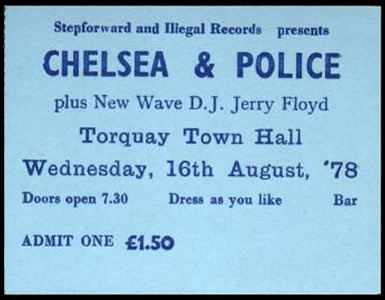 Stepforward and Illegal Records presents
CHELSEA & POLICE
plus New Wave D.J. Jerry Floyd
Torquay Town Hall
Wednesday, 16th August, '78
Doors open 7.30 Dress as you like Bar
ADMIT ONE £1.50